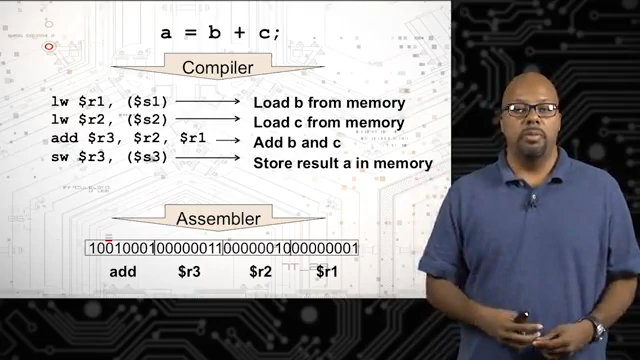 a = b + c;
Compiler
lw $r1, ($s1) Load b from memory
lw $r2, ($s2) Load c from memory
add $r3, $r2, $r1 Add b and c
sw $r3, ($s3) Store result a in memory
Assembler
10010001 00000011 00000010 00000001
add $r3 $r2 $r1